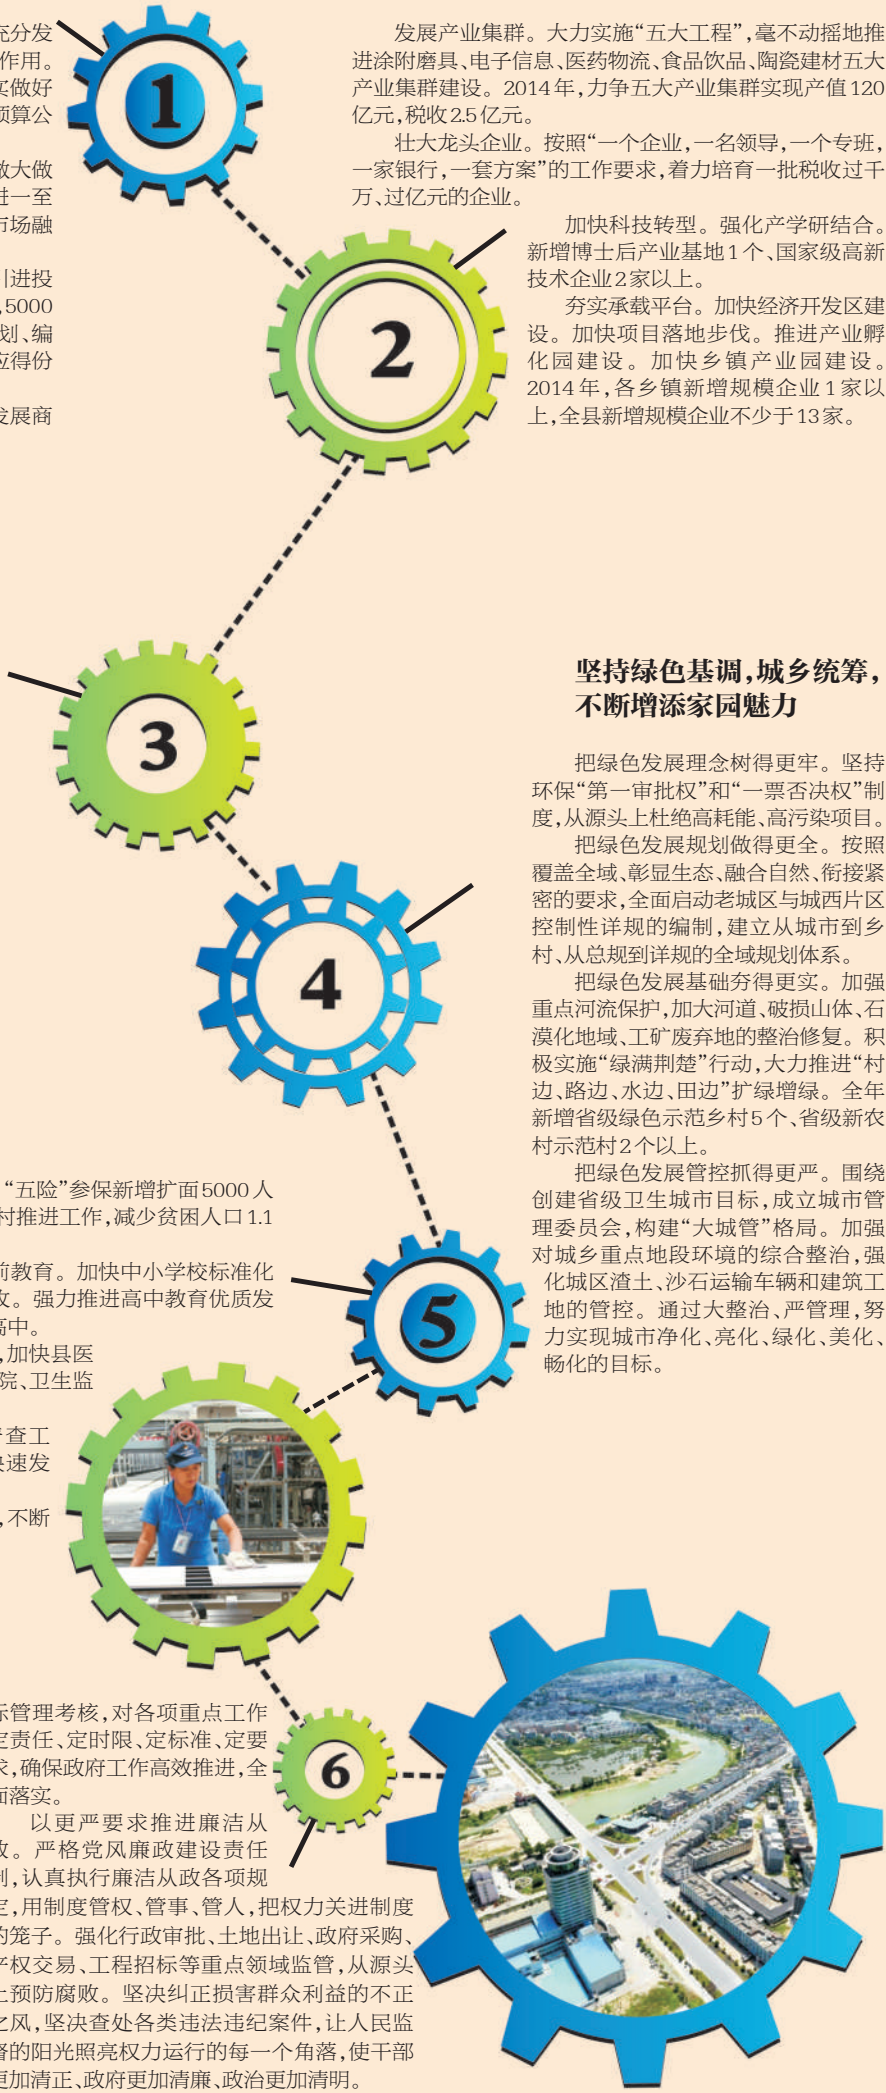 充分发
作用。
实做好
预算公
做大做
进一至
市场融
引进投
,5000
划、编
应得份
发展商
1
发展产业集群。大力实施“五大工程”,毫不动摇地推
进涂附磨具、电子信息、医药物流、食品饮品、陶瓷建材五大
产业集群建设。2014年,力争五大产业集群实现产值120
亿元,税收2.5亿元。
壮大龙头企业。按照“一个企业,一名领导,一个专班,
一家银行,一套方案”的工作要求,着力培育一批税收过千
万、过亿元的企业。
加快科技转型。强化产学研结合。
新增博士后产业基地1个、国家级高新
技术企业2家以上。
夯实承载平台。加快经济开发区建
设。加快项目落地步伐。推进产业孵
化园建设。加快乡镇产业园建设。
2014年,各乡镇新增规模企业1家以
上,全县新增规模企业不少于13家。
2
3
4
坚持绿色基调,城乡统筹,
不断增添家园魅力
把绿色发展理念树得更牢。坚持
环保“第一审批权”和“一票否决权”制
度,从源头上杜绝高耗能、高污染项目。
把绿色发展规划做得更全。按照
覆盖全域、彰显生态、融合自然、衔接紧
密的要求,全面启动老城区与城西片区
控制性详规的编制,建立从城市到乡
村、从总规到详规的全域规划体系。
把绿色发展基础夯得更实。加强
重点河流保护,加大河道、破损山体、石
漠化地域、工矿废弃地的整治修复。积
极实施“绿满荆楚”行动,大力推进“村
边、路边、水边、田边”扩绿增绿。全年
新增省级绿色示范乡村5个、省级新农
村示范村2个以上。
把绿色发展管控抓得更严。围绕
创建省级卫生城市目标,成立城市管
理委员会,构建“大城管”格局。加强
对城乡重点地段环境的综合整治,强
化城区渣土、沙石运输车辆和建筑工
地的管控。通过大整治、严管理,努
力实现城市净化、亮化、绿化、美化、
畅化的目标。
“五险”参保新增扩面5000人
村推进工作,减少贫困人口1.1
前教育。加快中小学校标准化
攻。强力推进高中教育优质发
高中。
,加快县医
院、卫生监
普查工
快速发
,不断
5
6
标管理考核,对各项重点工作
定责任、定时限、定标准、定要
求,确保政府工作高效推进,全
面落实。
以更严要求推进廉洁从
政。严格党风廉政建设责任
制,认真执行廉洁从政各项规
定,用制度管权、管事、管人,把权力关进制度
的笼子。强化行政审批、土地出让、政府采购、
产权交易、工程招标等重点领域监管,从源头
上预防腐败。坚决纠正损害群众利益的不正
之风,坚决查处各类违法违纪案件,让人民监
督的阳光照亮权力运行的每一个角落,使干部
更加清正、政府更加清廉、政治更加清明。